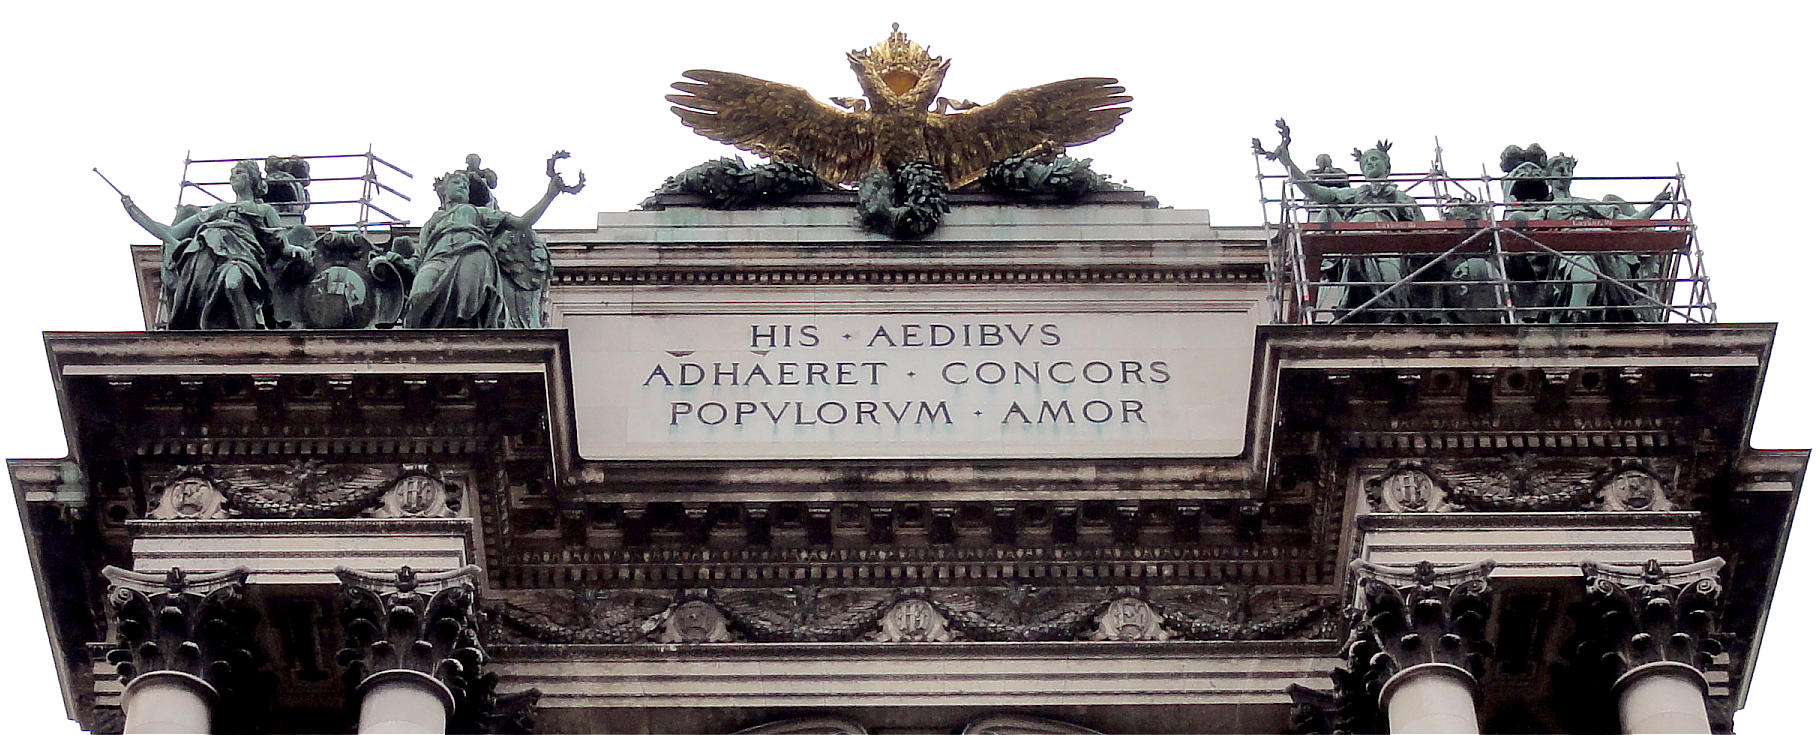 HIS · AEDIBVS
ADHAERET · CONCORS
POPVLORVM · AMOR